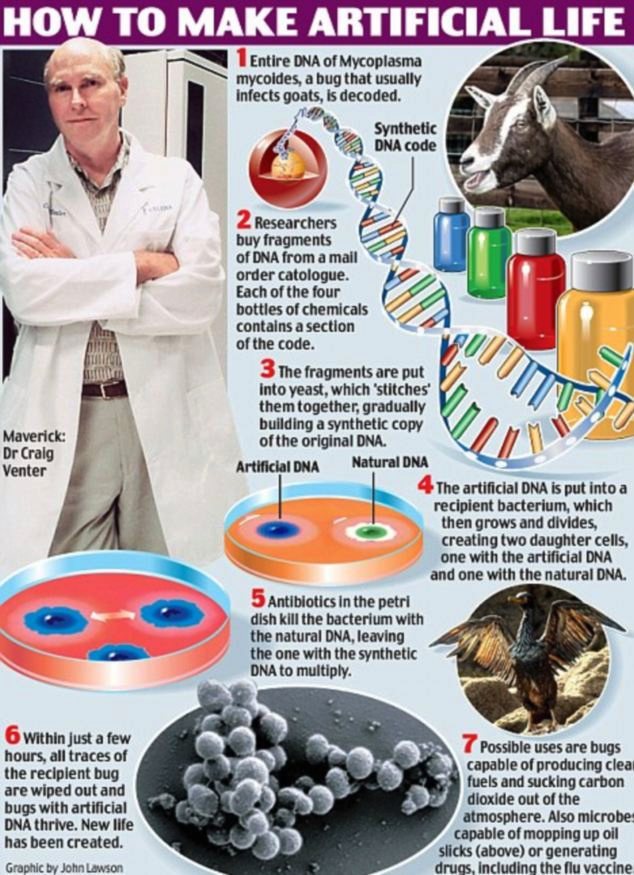 HOW TO MAKE ARTIFICIAL LIFE
1 Entire DNA of Mycoplasma
mycoides, a bug that usually
infects goats, is decoded.
Synthetic
DNA code
2 Researchers
buy fragments
of DNA from a mail
order catologue.
Each of the four
bottles of chemicals
contains a section
of the code.
3 The fragments are put
into yeast, which 'stitches'
them together, gradually
building a synthetic copy
of the original DNA.
Maverick:
Dr Craig
Venter
Artificial DNA
Natural DNA
4 The artificial DNA is put into a
recipient bacterium, which
then grows and divides,
creating two daughter cells,
one with the artificial DNA
and one with the natural DNA.
5 Antibiotics in the petri
dish kill the bacterium with
the natural DNA, leaving
the one with the synthetic
DNA to multiply.
6 Within just a few
hours, all traces of
the recipient bug
are wiped out and
bugs with artificial
DNA thrive. New life
has been created.
7 Possible uses are bugs
capable of producing clean
fuels and sucking carbon
dioxide out of the
atmosphere. Also microbes
capable of mopping up oil
slicks (above) or generating
drugs, including the flu vaccine.
Graphic by John Lawson